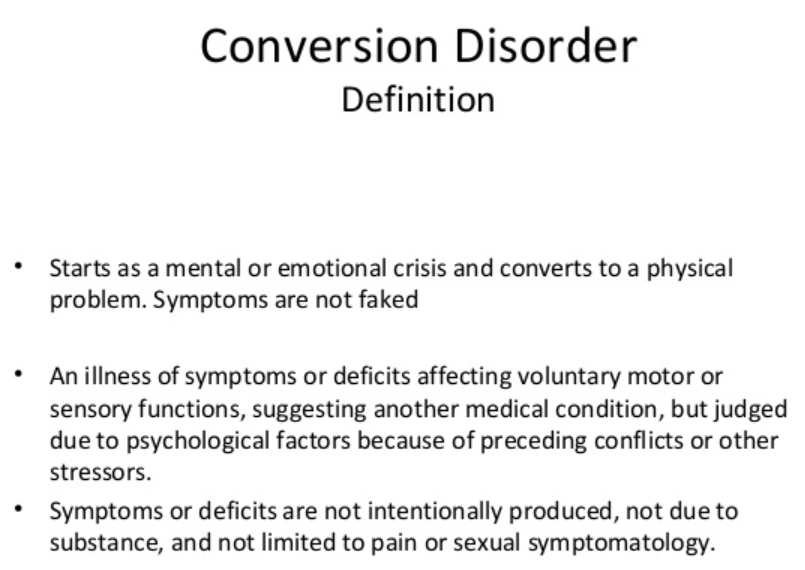 Conversion Disorder
Definition
• Starts as a mental or emotional crisis and converts to a physical
problem. Symptoms are not faked
• An illness of symptoms or deficits affecting voluntary motor or
sensory functions, suggesting another medical condition, but judged
due to psychological factors because of preceding conflicts or other
stressors.
• Symptoms or deficits are not intentionally produced, not due to
substance, and not limited to pain or sexual symptomatology.